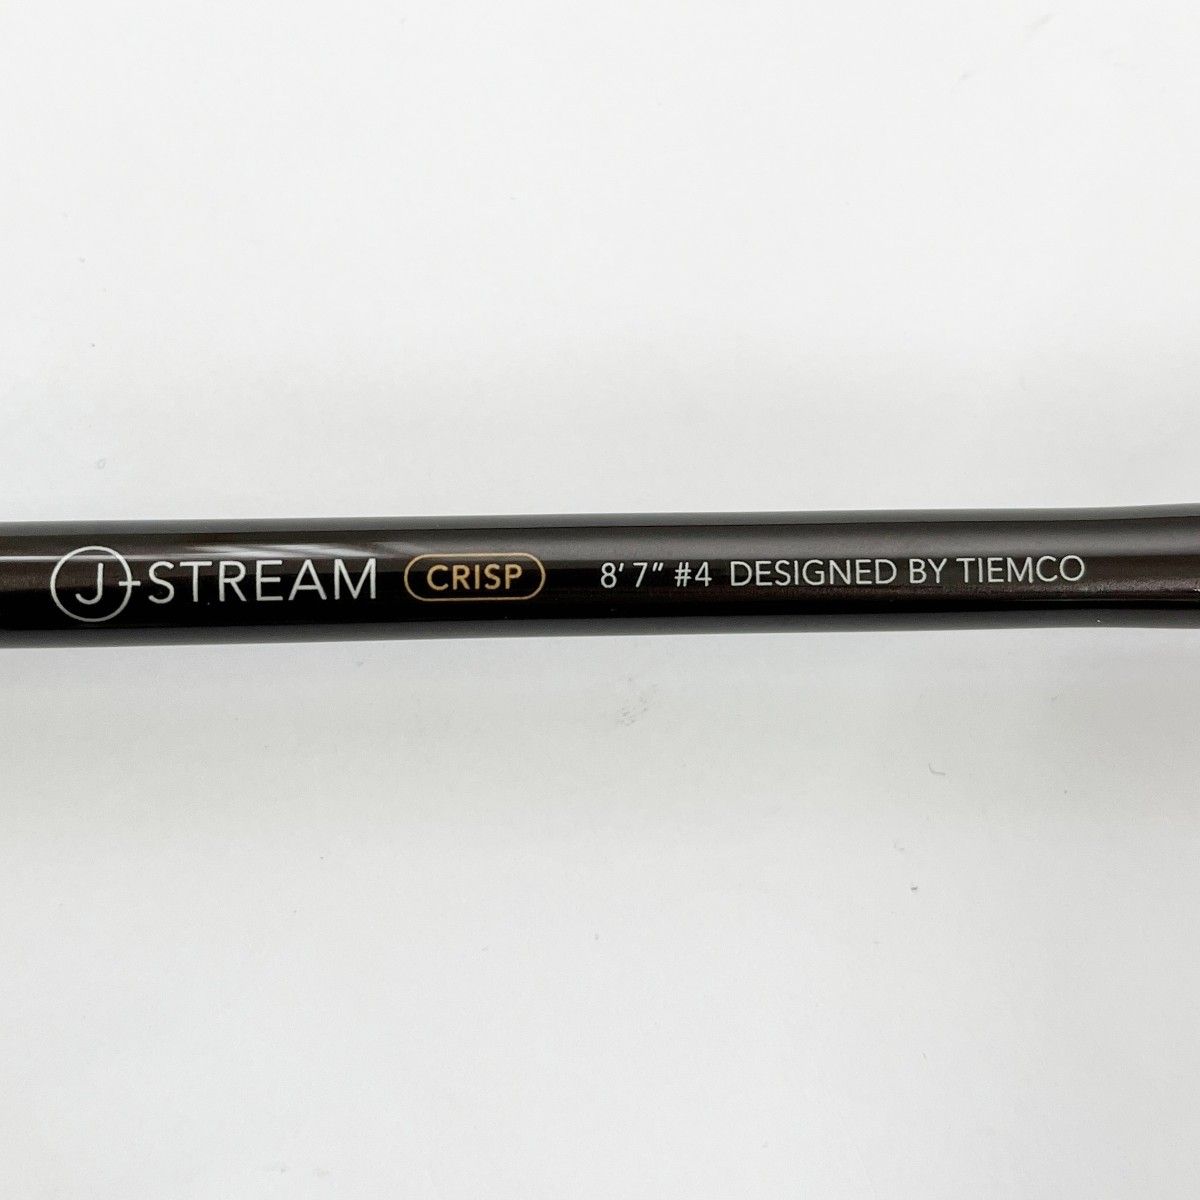 J-STREAM CRISP 8' 7" #4 DESIGNED BY TIEMCO